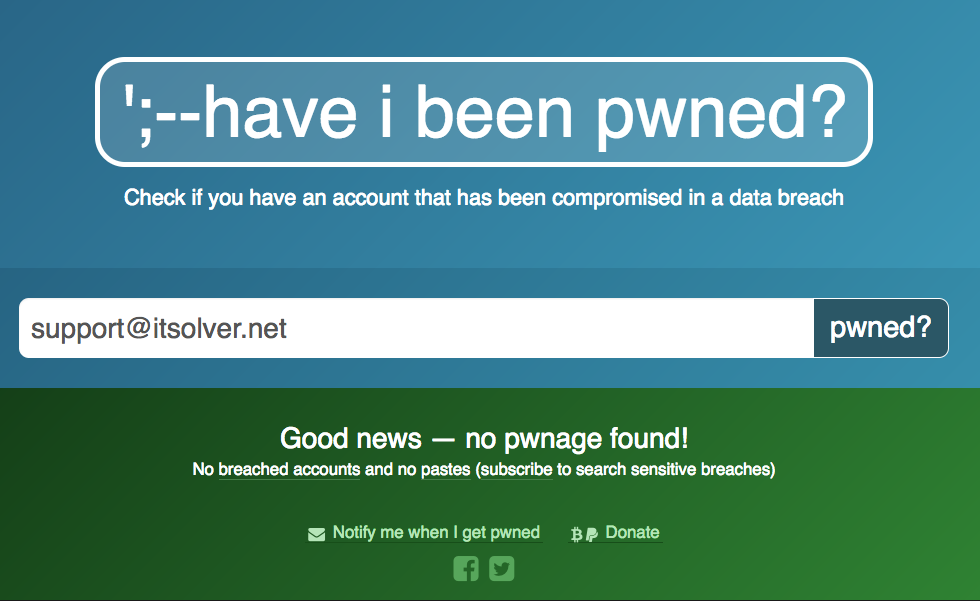 ';--have i been pwned?
Check if you have an account that has been compromised in a data breach
support@itsolver.net pwned?
Good news — no pwnage found!
No breached accounts and no pastes (subscribe to search sensitive breaches)
Notify me when I get pwned Donate